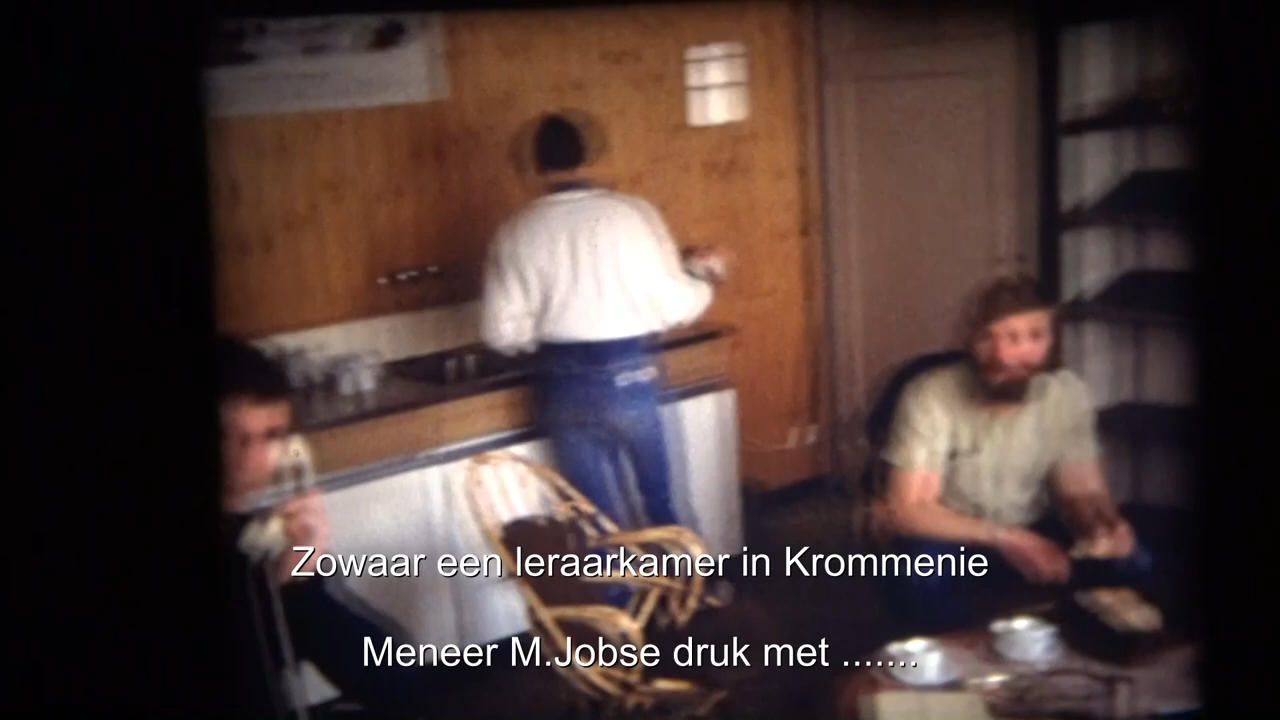 Zowaar een leraarkamer in Krommenie
Meneer M.Jobse druk met .......